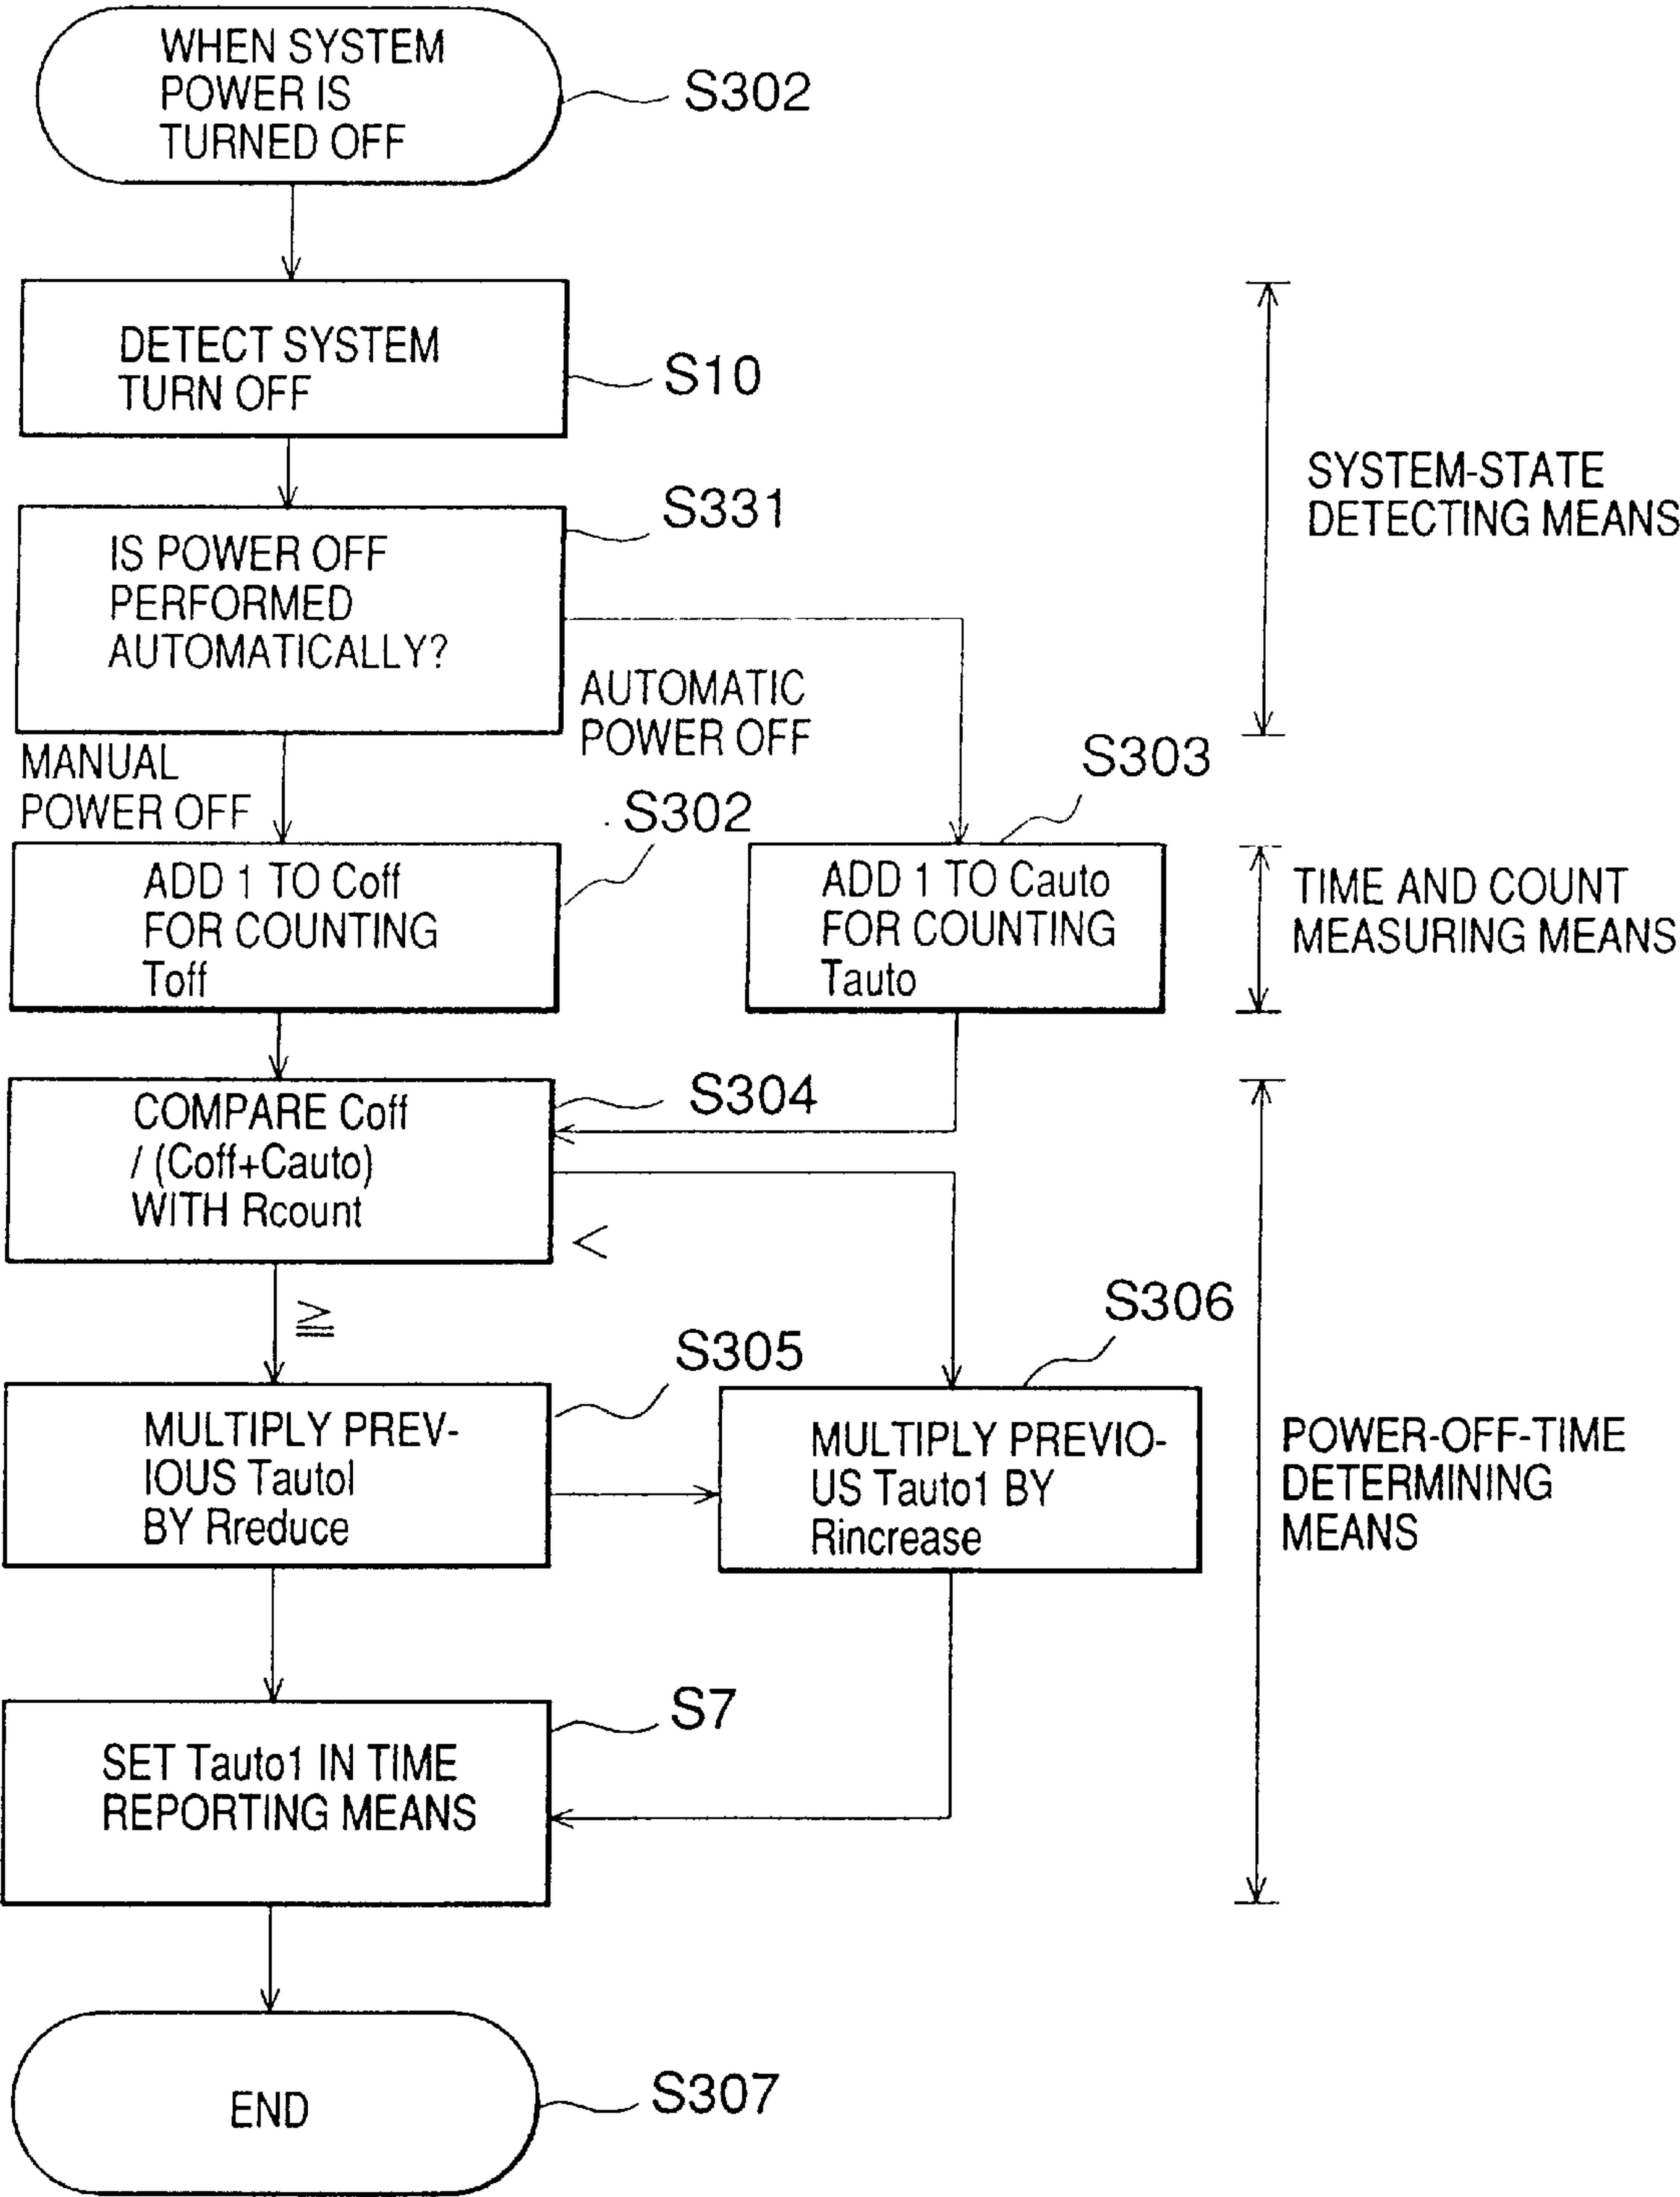 WHEN SYSTEM
POWER IS
TURNED OFF
S302
DETECT SYSTEM
TURN OFF
S10
SYSTEM-STATE
DETECTING MEANS
S331
IS POWER OFF
PERFORMED
AUTOMATICALLY?
AUTOMATIC
POWER OFF
MANUAL
POWER OFF
S302
S303
ADD 1 TO Coff
FOR COUNTING
Toff
ADD 1 TO Cauto
FOR COUNTING
Tauto
TIME AND COUNT
MEASURING MEANS
S304
COMPARE Coff
/ (Coff+Cauto)
WITH Rcount
<
≧
S305
S306
MULTIPLY PREV-
IOUS Tautol
BY Rreduce
MULTIPLY PREVIO-
US Tauto1 BY
Rincrease
POWER-OFF-TIME
DETERMINING
MEANS
S7
SET Tauto1 IN TIME
REPORTING MEANS
END
S307